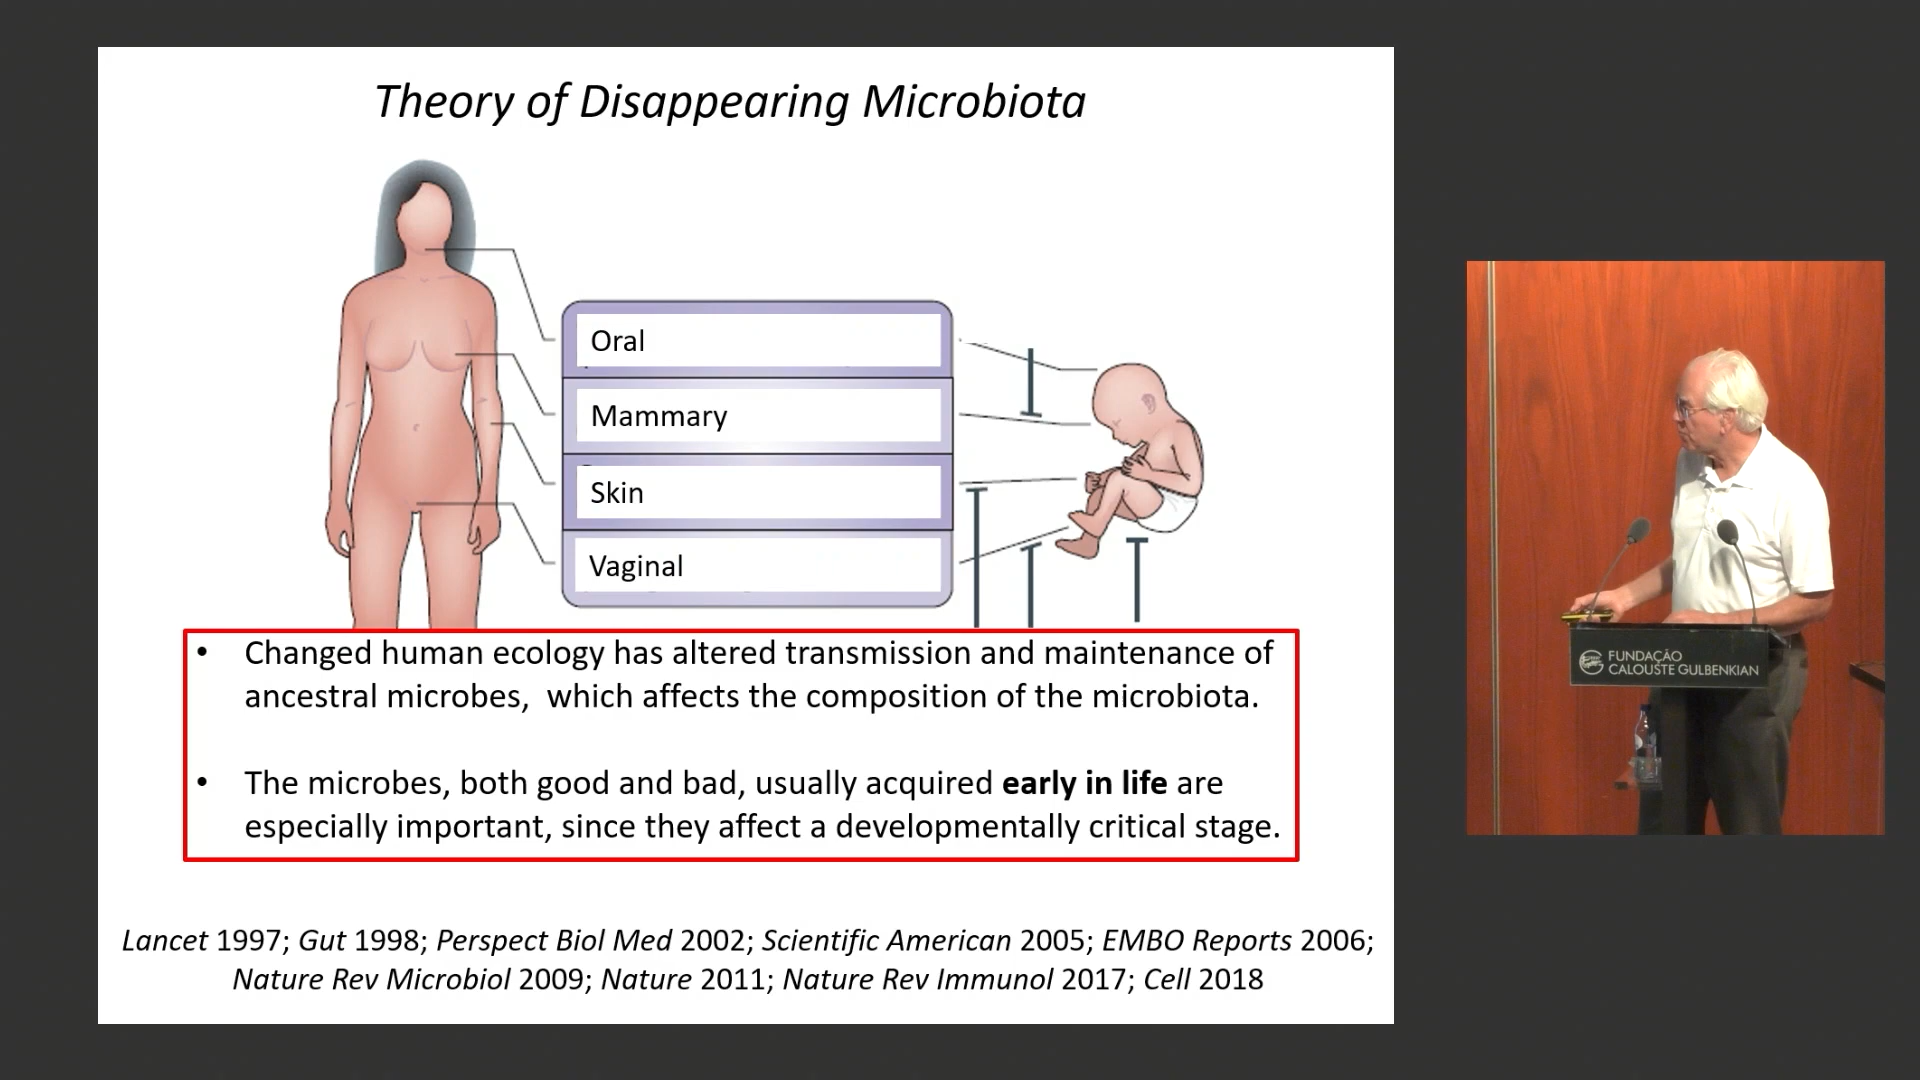 Theory of Disappearing Microbiota
Oral
Mammary
Skin
Vaginal
• Changed human ecology has altered transmission and maintenance of
ancestral microbes,  which affects the composition of the microbiota.
• The microbes, both good and bad, usually acquired early in life are
especially important, since they affect a developmentally critical stage.
Lancet 1997; Gut 1998; Perspect Biol Med 2002; Scientific American 2005; EMBO Reports 2006;
Nature Rev Microbiol 2009; Nature 2011; Nature Rev Immunol 2017; Cell 2018
FUNDAÇÃO
CALOUSTE GULBENKIAN